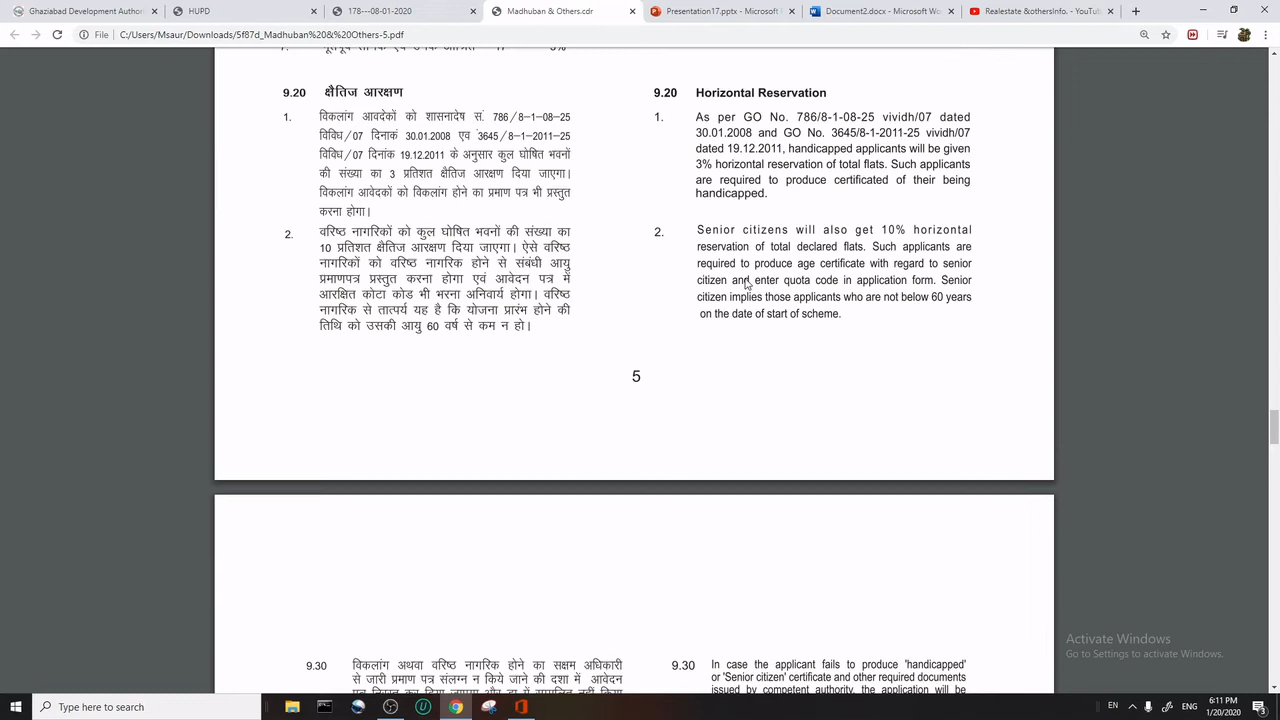 Ghaziabad Development Author
HUPD
178---08-01-2020
Madhuban & Others.cdr
Presentation17.pptx - Microsoft
Document2.docx - Microsoft Wo
Realestate &othersInfo. - YouTu
File
C:/Users/Msaur/Downloads/5f87d_Madhuban%20&%20Others-5.pdf
9.20 क्षैतिज आरक्षण
1. विकलांग आवदेकों को शासनादेष सं. 786/8–1–08–25
विविध/07 दिनाकं 30.01.2008 एव ं3645/8–1–2011–25
विविध/07 दिनांक 19.12.2011 के अनुसार कुल घोषित भवनों
की संख्या का 3 प्रतिशत क्षैतिज आरक्षण दिया जाएगा।
विकलांग आवेदकों को विकलांग होने का प्रमाण पत्र भी प्रस्तुत
करना होगा।
2. वरिष्ठ नागरिकों को कुल घोषित भवनों की संख्या का
10 प्रतिशत क्षैतिज आरक्षण दिया जाएगा। ऐसे वरिष्ठ
नागरिकों को वरिष्ठ नागरिक होने से संबंधी आयु
प्रमाणपत्र प्रस्तुत करना होगा एवं आवेदन पत्र में
आरक्षित कोटा कोड भी भरना अनिवार्य होगा। वरिष्ठ
नागरिक से तात्पर्य यह है कि योजना प्रारंभ होने की
तिथि को उसकी आयु 60 वर्ष से कम न हो।
9.20 Horizontal Reservation
1. As per GO No. 786/8-1-08-25 vividh/07 dated
30.01.2008 and GO No. 3645/8-1-2011-25 vividh/07
dated 19.12.2011, handicapped applicants will be given
3% horizontal reservation of total flats. Such applicants
are required to produce certificated of their being
handicapped.
2. Senior citizens will also get 10% horizontal
reservation of total declared flats. Such applicants are
required to produce age certificate with regard to senior
citizen and enter quota code in application form. Senior
citizen implies those applicants who are not below 60 years
on the date of start of scheme.
5
9.30 विकलांग अथवा वरिष्ठ नागरिक होने का सक्षम अधिकारी
से जारी प्रमाण पत्र संलग्न न किये जाने की दशा में आवेदन
9.30 In case the applicant fails to produce 'handicapped'
or 'Senior citizen' certificate and other required documents
issued by competent authority, the application will be
Activate Windows
Go to Settings to activate Windows.
Type here to search
EN
ENG
6:11 PM
1/20/2020
3